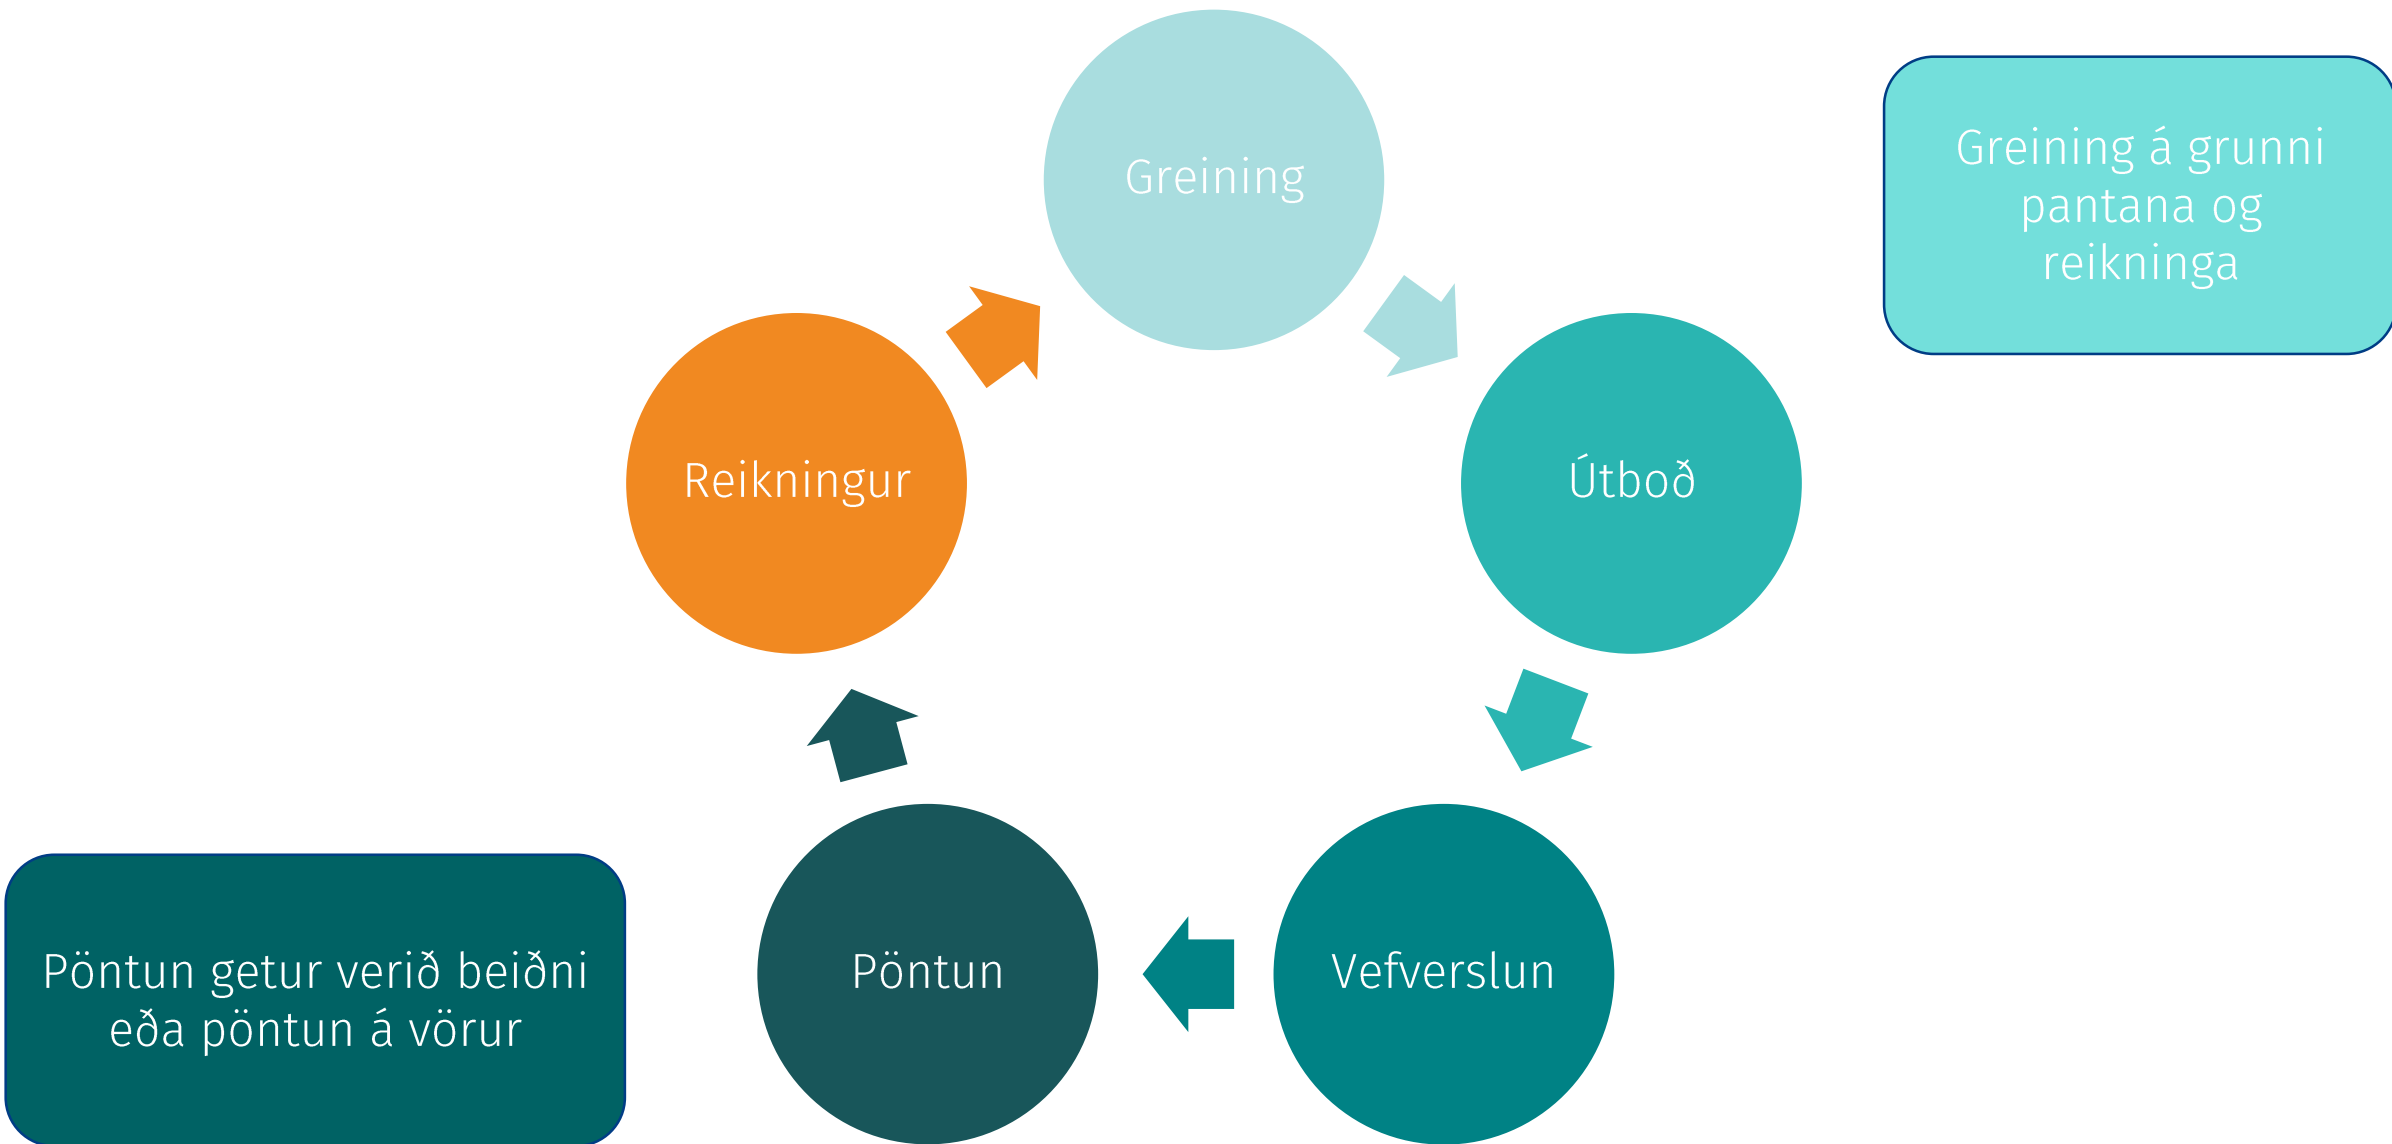 Greining
Greining á grunni
pantana og
reikninga
Reikningur
Útboð
Pöntun getur verið beiðni
eða pöntun á vörur
Pöntun
Vefverslun